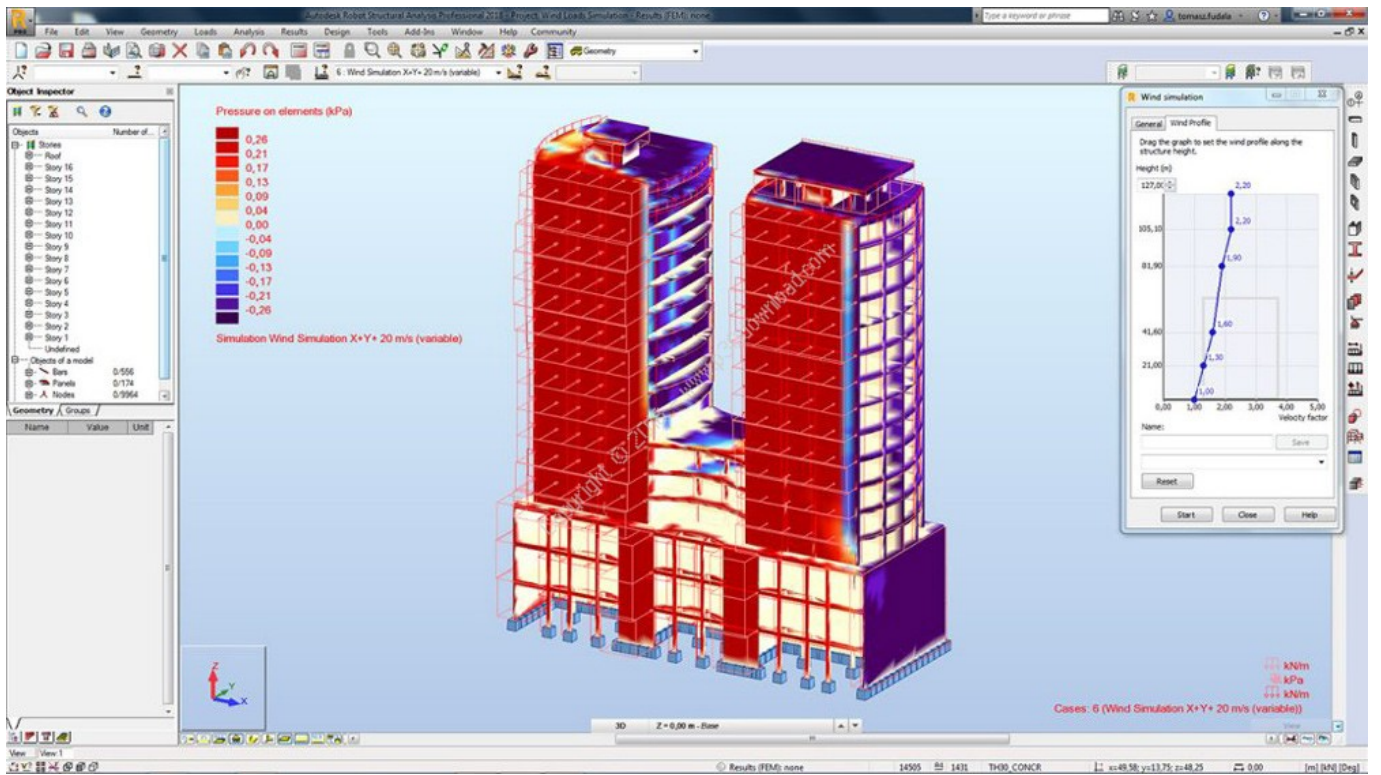 Autodesk Robot Structural Analysis Professional 2018 - Project: Wind Loads Simulation - Results (FEM): none
Type a keyword or phrase
tomasz.fudala
PRO
File Edit View Geometry Loads Analysis Results Design Tools Add-Ins Window Help Community
Geometry
6 : Wind Simulation X+Y+ 20 m/s (variable)
Object Inspector
Objects Number of...
Stories
Roof
Story 16
Story 15
Story 14
Story 13
Story 12
Story 11
Story 10
Story 9
Story 8
Story 7
Story 6
Story 5
Story 4
Story 3
Story 2
Story 1
Undefined
Objects of a model
Bars 0/556
Panels 0/174
Nodes 0/9964
Geometry Groups
Name Value Unit
Pressure on elements (kPa)
0,26
0,21
0,17
0,13
0,09
0,04
0,00
-0,04
-0,09
-0,13
-0,17
-0,21
-0,26
Simulation Wind Simulation X+Y+ 20 m/s (variable)
Wind simulation
General Wind Profile
Drag the graph to set the wind profile along the
structure height.
Height (m)
127,00
105,10
81,90
41,60
21,00
2,20
2,20
1,90
1,60
1,30
1,00
0,00 1,00 2,00 3,00 4,00 5,00
Velocity factor
Name:
Save
Reset
Start Close Help
Z
Y
X
kN/m
kPa
kN/m
Cases: 6 (Wind Simulation X+Y+ 20 m/s (variable))
3D Z = 0,00 m - Base
View
View View 1
Results (FEM): none 14505 1431 TH30_CONCR x=49,58; y=13,75; z=48,25 0,00 [m] [kN] [Deg]